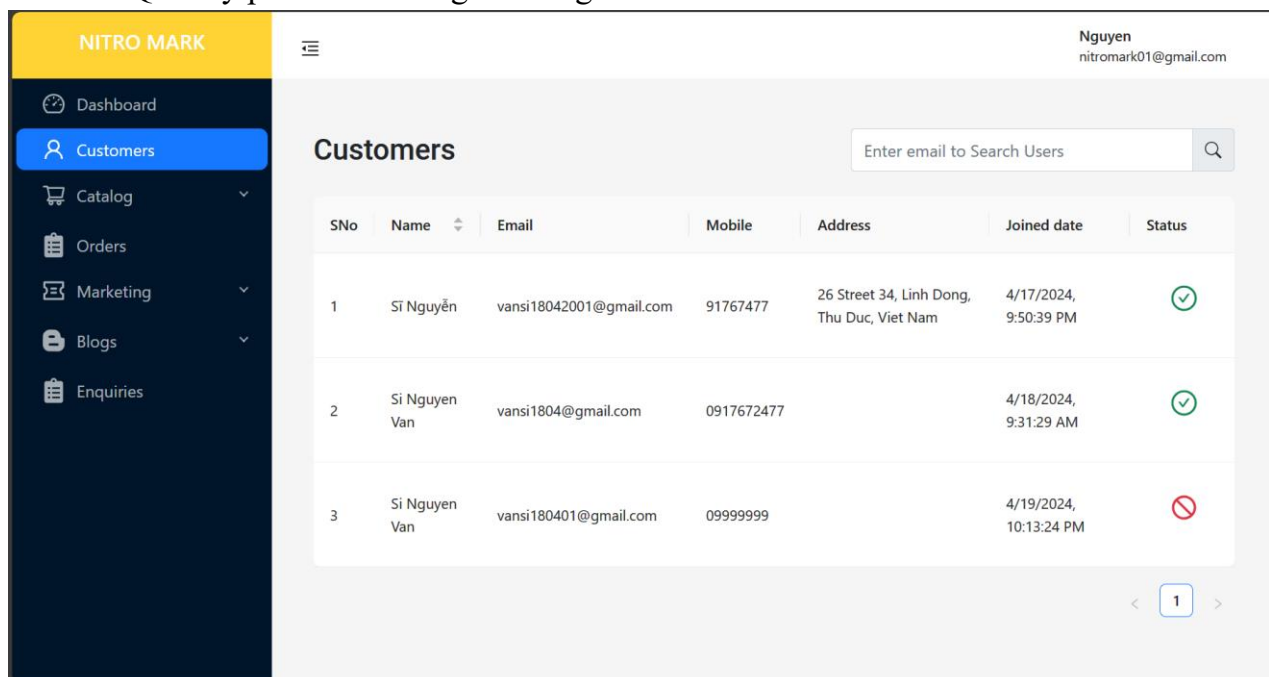 NITRO MARK
Nguyen
nitromark01@gmail.com
Dashboard
Customers
Catalog
Orders
Marketing
Blogs
Enquiries
Customers
Enter email to Search Users
SNo Name Email Mobile Address Joined date Status
1 Sĩ Nguyễn vansi18042001@gmail.com 91767477 26 Street 34, Linh Dong, 4/17/2024,
Thu Duc, Viet Nam 9:50:39 PM
2 Si Nguyen vansi1804@gmail.com 0917672477 4/18/2024,
Van 9:31:29 AM
3 Si Nguyen vansi180401@gmail.com 09999999 4/19/2024,
Van 10:13:24 PM
< 1 >